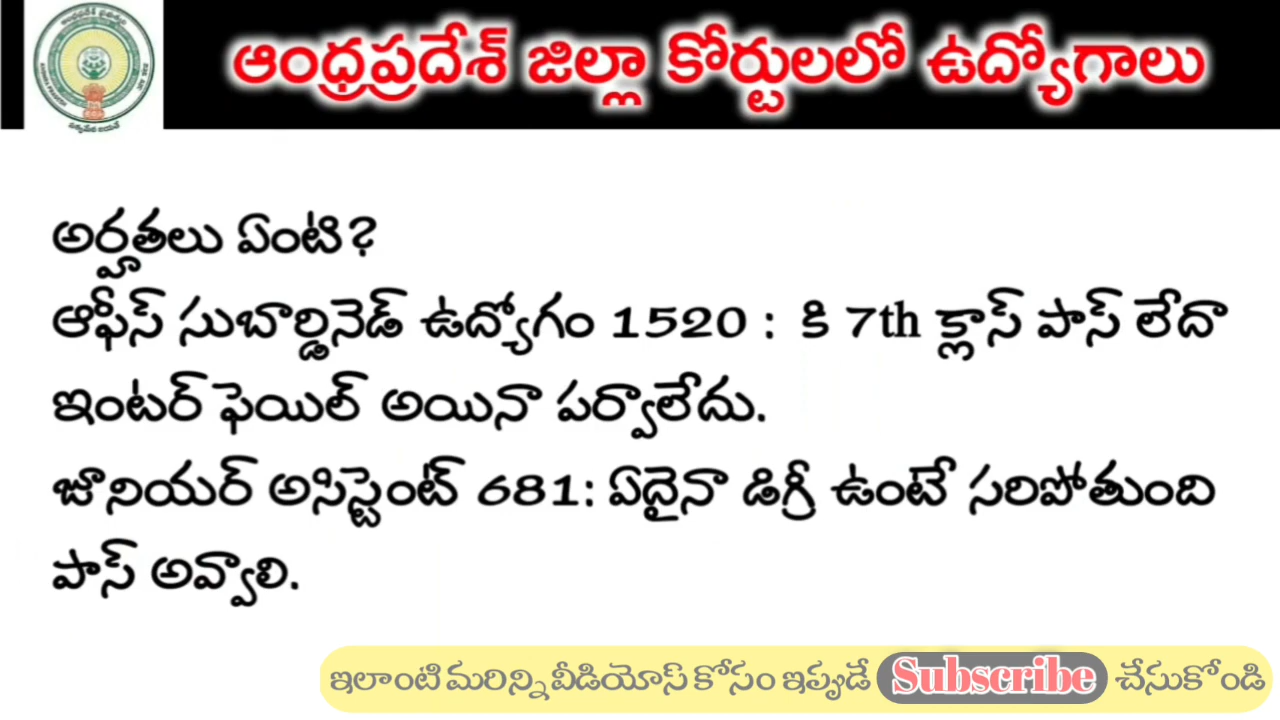 ఆంధ్రప్రదేశ్ జిల్లా కోర్టులలో ఉద్యోగాలు
అర్హతలు ఏంటి?
ఆఫీస్ సుబార్డినెడ్ ఉద్యోగం 1520 : కి 7th క్లాస్ పాస్ లేదా
ఇంటర్ ఫెయిల్ అయినా పర్వాలేదు.
జూనియర్ అసిస్టెంట్ 681: ఏదైనా డిగ్రీ ఉంటే సరిపోతుంది
పాస్ అవ్వాలి.
ఇలాంటి మరిన్ని వీడియోస్ కోసం ఇప్పుడే Subscribe చేసుకోండి